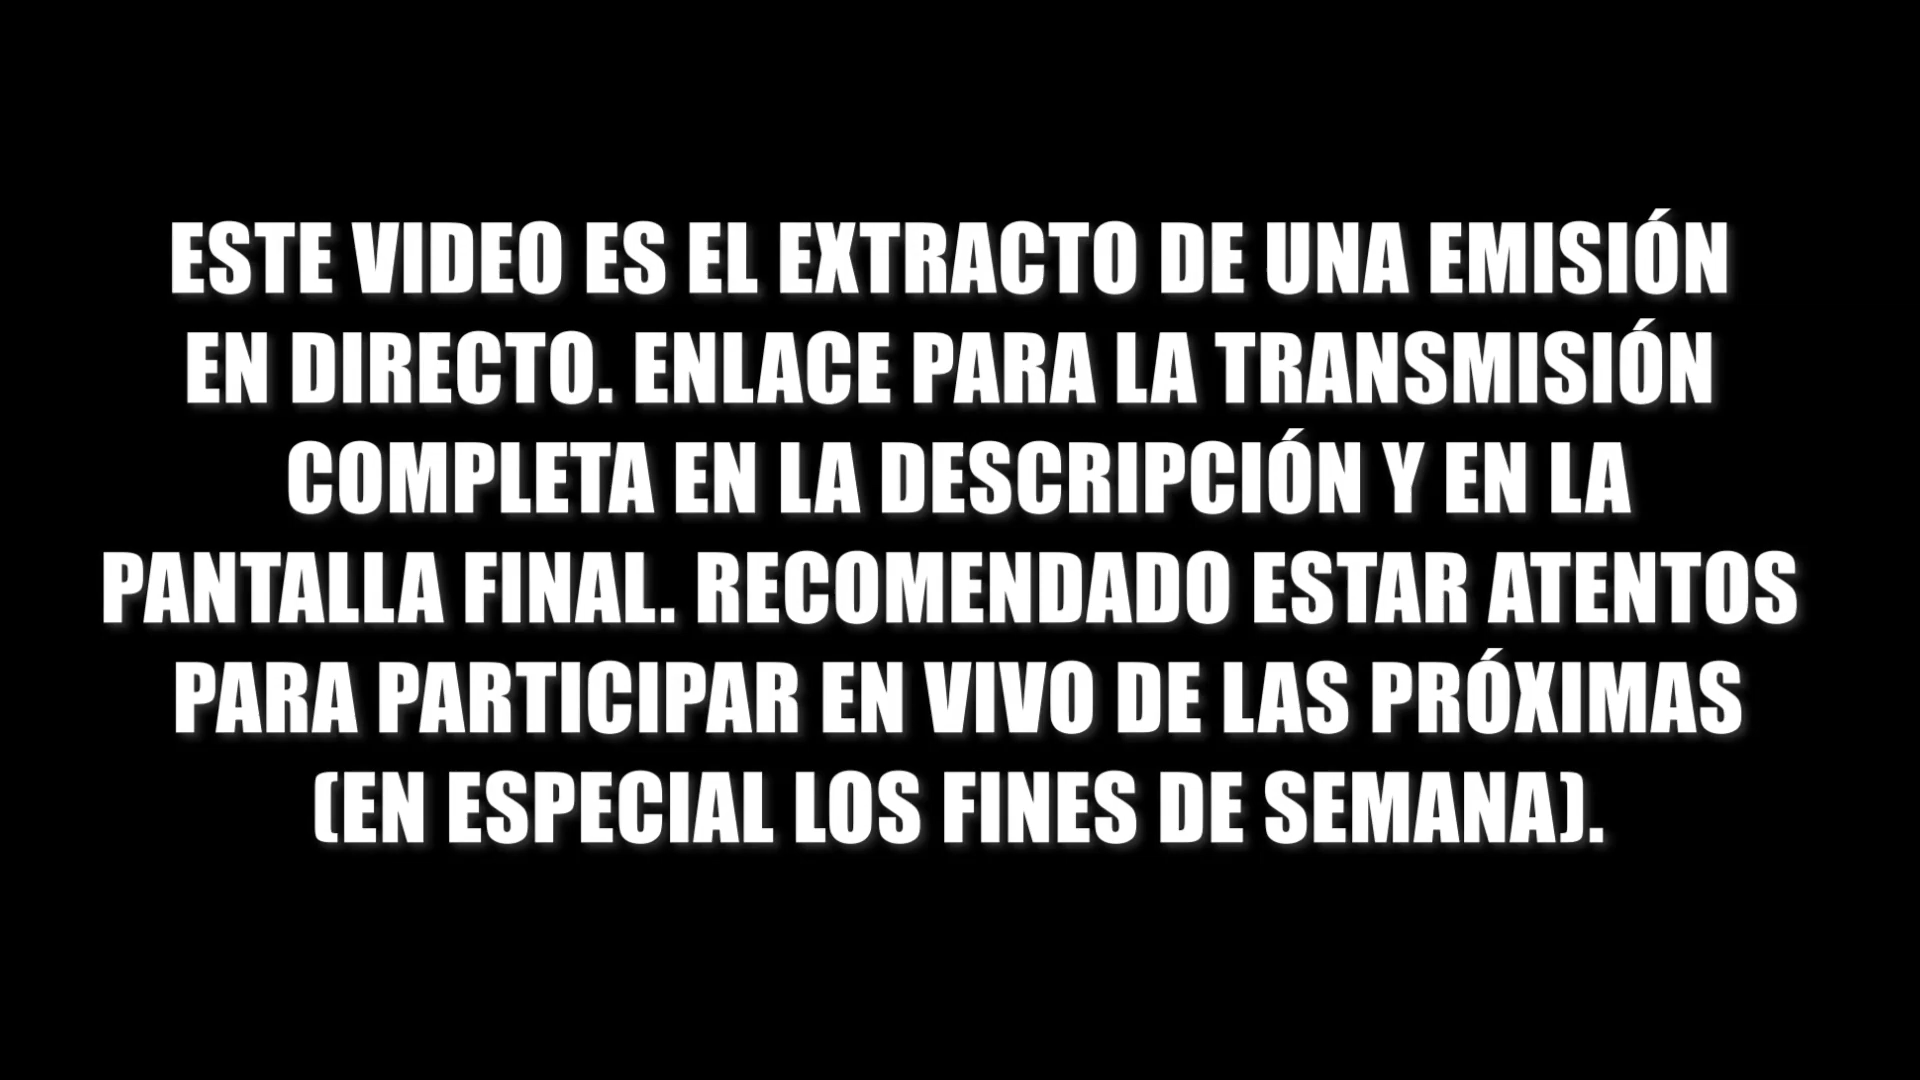 ESTE VIDEO ES EL EXTRACTO DE UNA EMISIÓN
EN DIRECTO. ENLACE PARA LA TRANSMISIÓN
COMPLETA EN LA DESCRIPCIÓN Y EN LA
PANTALLA FINAL. RECOMENDADO ESTAR ATENTOS
PARA PARTICIPAR EN VIVO DE LAS PRÓXIMAS
(EN ESPECIAL LOS FINES DE SEMANA).